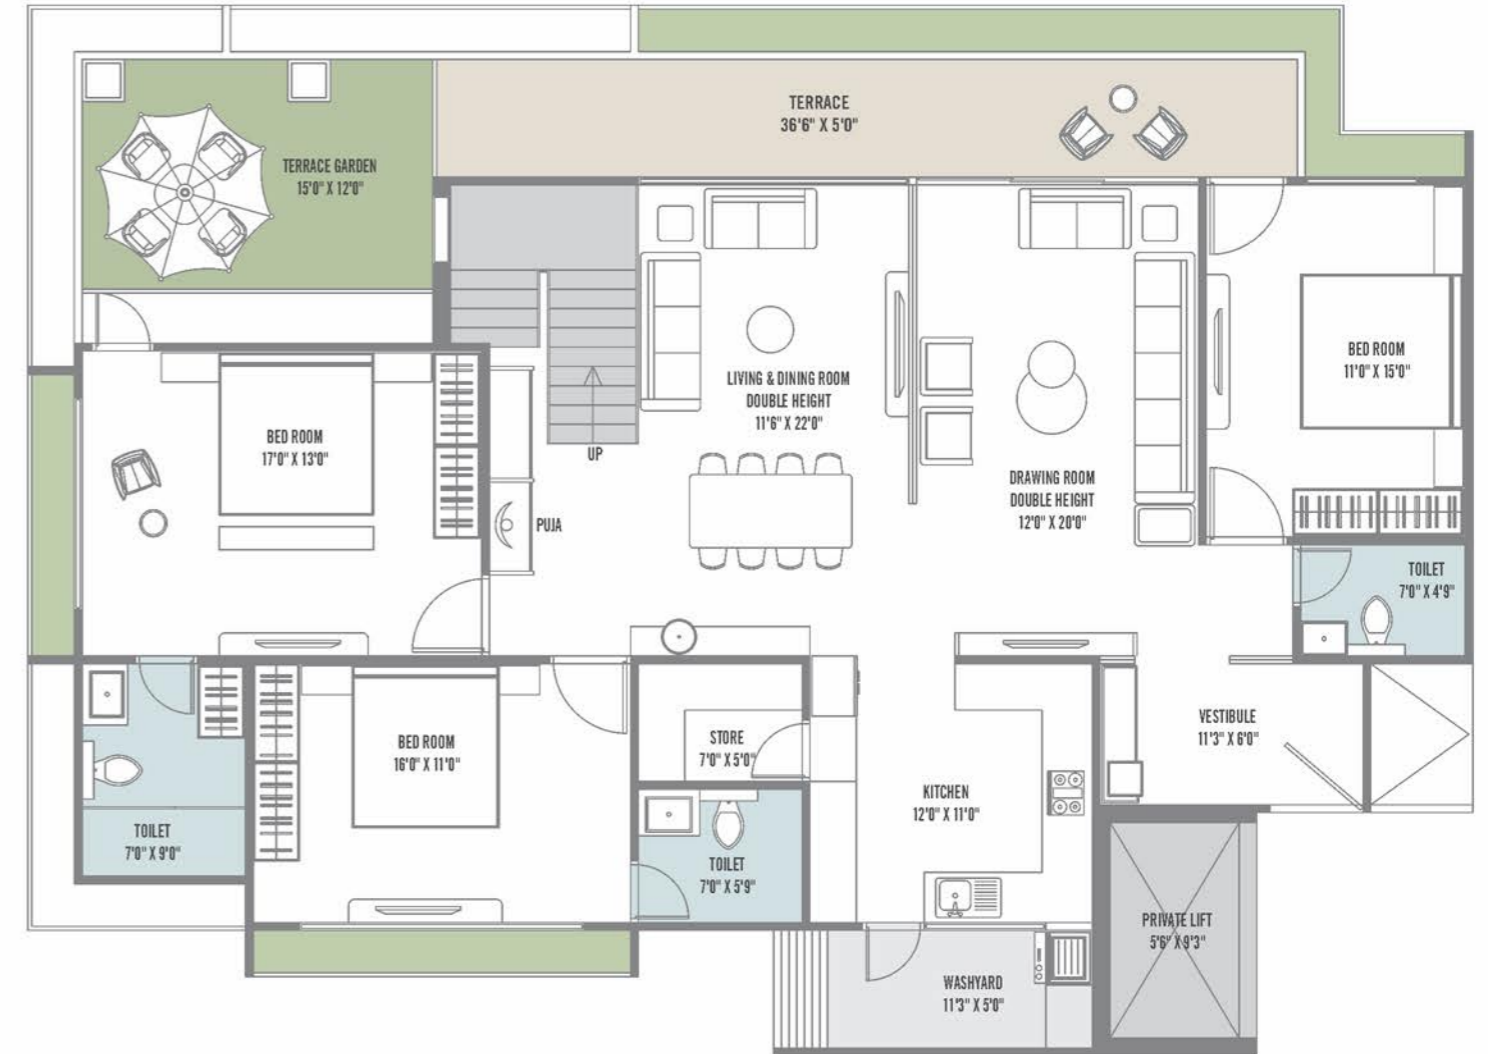 TERRACE
36'6" X 5'0"
TERRACE GARDEN
15'0" X 12'0"
BED ROOM
11'0" X 15'0"
LIVING & DINING ROOM
DOUBLE HEIGHT
11'6" X 22'0"
BED ROOM
17'0" X 13'0"
UP
DRAWING ROOM
DOUBLE HEIGHT
12'0" X 20'0"
PUJA
TOILET
7'0" X 4'9"
VESTIBULE
11'3" X 6'0"
BED ROOM
16'0" X 11'0"
STORE
7'0" X 5'0"
KITCHEN
12'0" X 11'0"
TOILET
7'0" X 9'0"
TOILET
7'0" X 5'9"
PRIVATE LIFT
5'6" X 9'3"
WASHYARD
11'3" X 5'0"